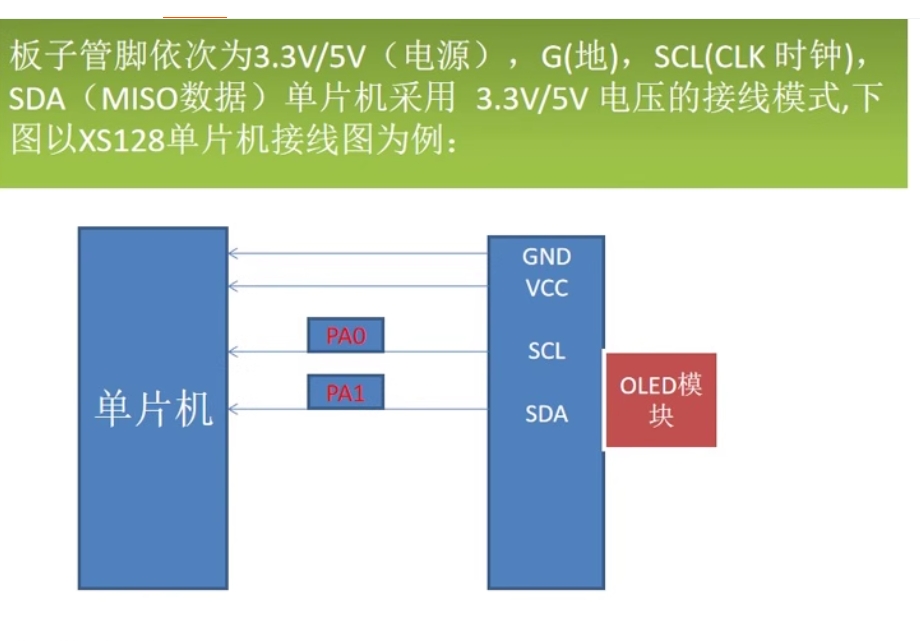 板子管脚依次为3.3V/5V（电源），G(地)，SCL(CLK 时钟)，
SDA（MISO数据）单片机采用 3.3V/5V 电压的接线模式,下
图以XS128单片机接线图为例：
GND
VCC
PA0
SCL
PA1
SDA
单片机
OLED模
块